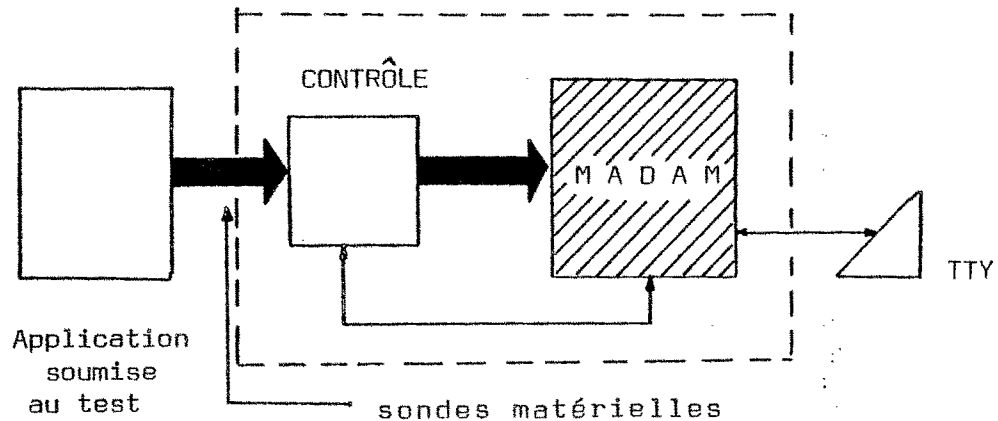 CONTRÔLE
M A D A M
TTY
Application
soumise
au test
sondes matérielles